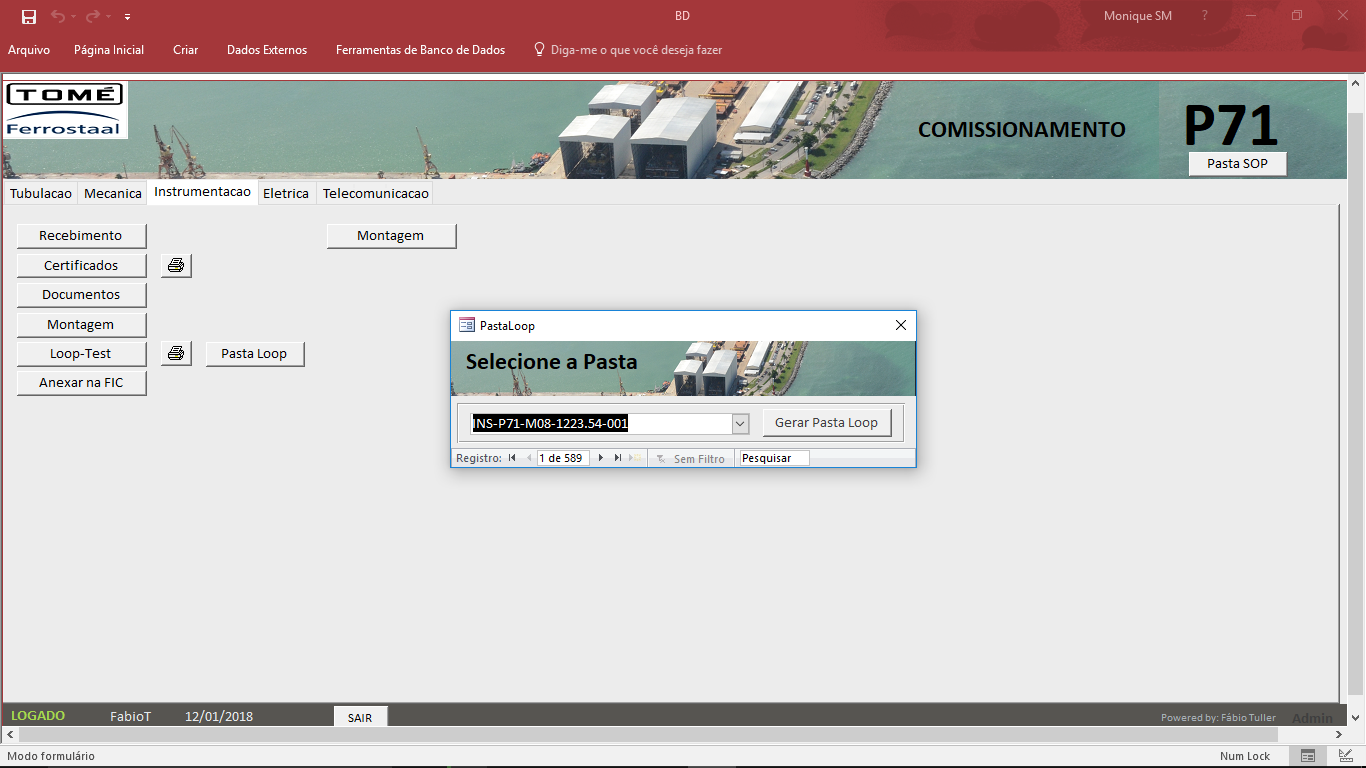 BD
Monique SM
?
Arquivo
Página Inicial
Criar
Dados Externos
Ferramentas de Banco de Dados
Diga-me o que você deseja fazer
TOMÉ
Ferrostaal
COMISSIONAMENTO
P71
Pasta SOP
Tubulacao
Mecanica
Instrumentacao
Eletrica
Telecomunicacao
Recebimento
Montagem
Certificados
Documentos
Montagem
Loop-Test
Pasta Loop
Anexar na FIC
PastaLoop
Selecione a Pasta
INS-P71-M08-1223.54-001
Gerar Pasta Loop
Registro:
1 de 589
Sem Filtro
Pesquisar
LOGADO
FabioT
12/01/2018
SAIR
Powered by: Fábio Tuller
Admin
Modo formulário
Num Lock